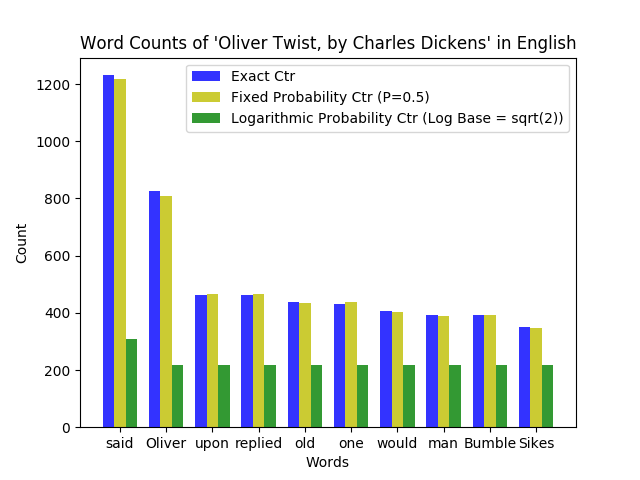 Word Counts of 'Oliver Twist, by Charles Dickens' in English
Exact Ctr
Fixed Probability Ctr (P=0.5)
Logarithmic Probability Ctr (Log Base = sqrt(2))
1200
1000
800
600
400
200
0
Count
said Oliver upon replied old one would man Bumble Sikes
Words